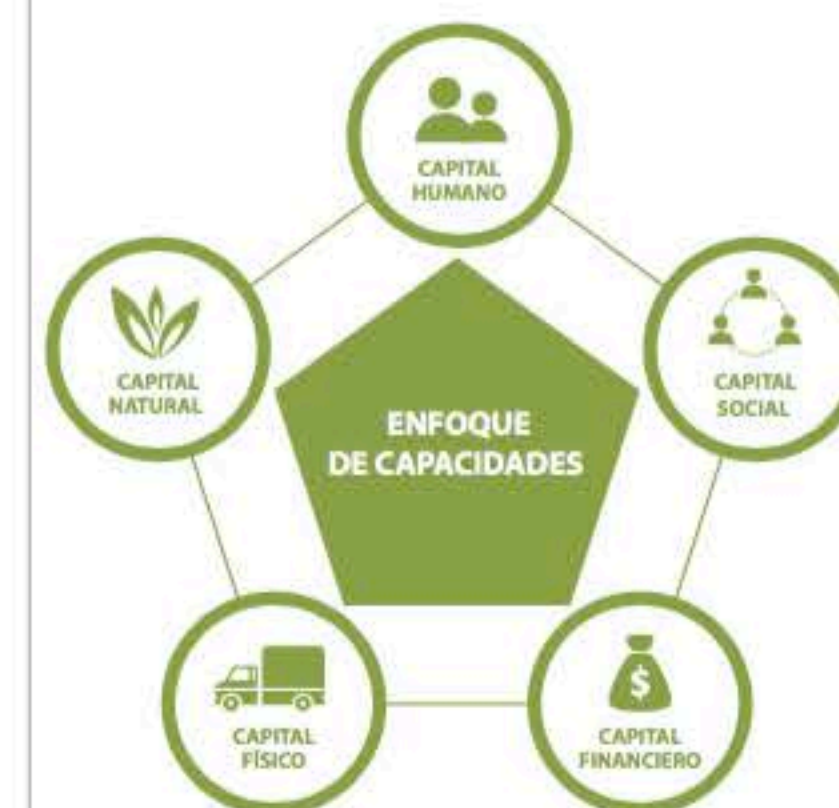 CAPITAL
HUMANO
CAPITAL
NATURAL
CAPITAL
SOCIAL
ENFOQUE
DE CAPACIDADES
CAPITAL
FÍSICO
$
CAPITAL
FINANCIERO